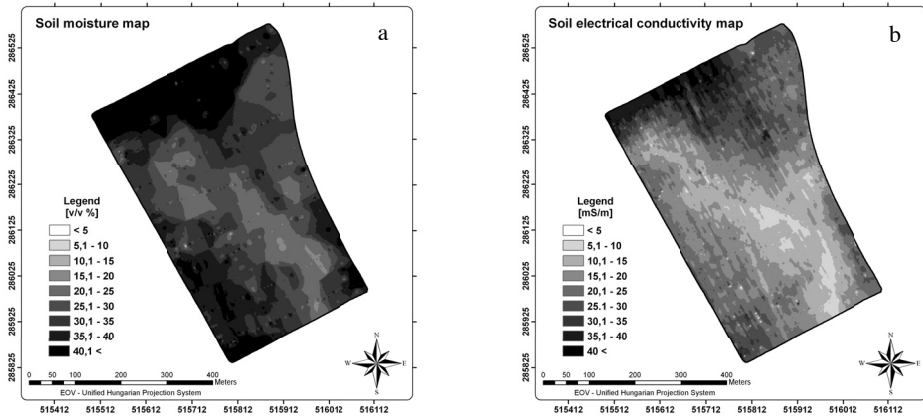 Soil moisture map
a
286525
286425
286325
286225
286125
286025
285925
285825
Legend
[v/v %]
< 5
5,1 - 10
10,1 - 15
15,1 - 20
20,1 - 25
25,1 - 30
30,1 - 35
35,1 - 40
40,1 <
N
W E
S
0 50 100 200 300 400
Meters
EOV - Unified Hungarian Projection System
515412 515512 515612 515712 515812 515912 516012 516112
Soil electrical conductivity map
b
286525
286425
286325
286225
286125
286025
285925
285825
Legend
[mS/m]
< 5
5,1 - 10
10,1 - 15
15,1 - 20
20,1 - 25
25.1 - 30
30,1 - 35
35,1 - 40
40 <
N
W E
S
0 50 100 200 300 400
Meters
EOV - Unified Hungarian Projection System
515412 515512 515612 515712 515812 515912 516012 516112